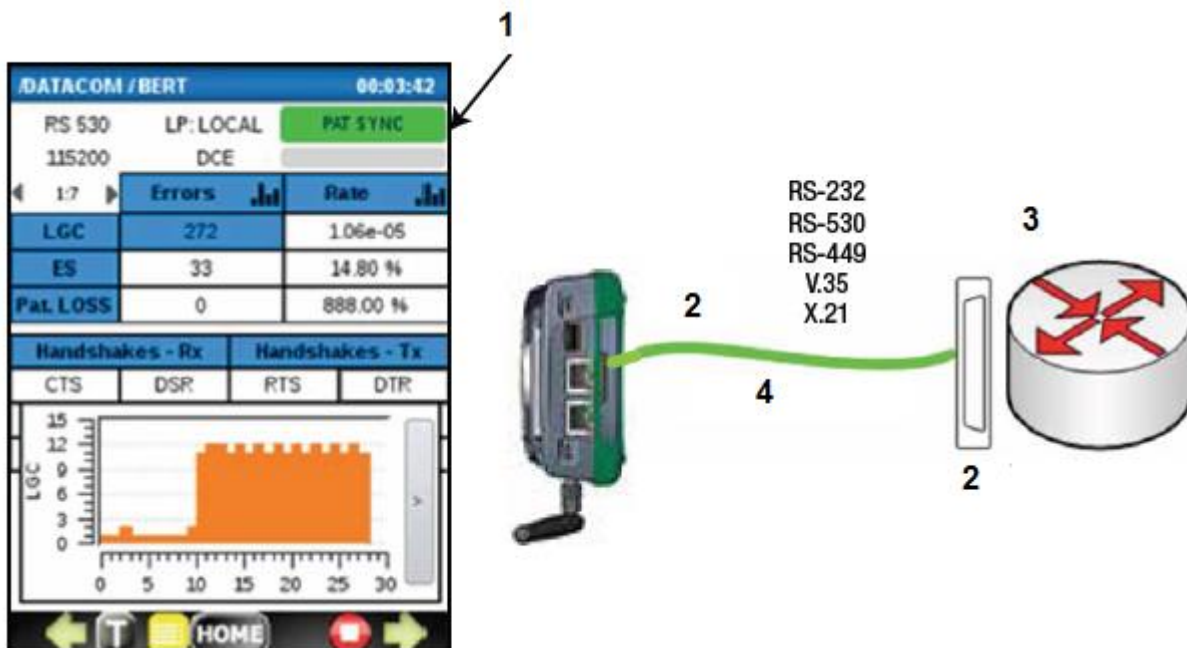 1
/DATACOM /BERT 00:03:42
RS 530 LP: LOCAL PAT SYNC
115200 DCE
1:7 Errors Rate
LGC 272 1.06e-05
ES 33 14.80 %
Pat. LOSS 0 888.00 %
Handshakes - Rx Handshakes - Tx
CTS DSR RTS DTR
LGC
15
12
9
6
3
0
0 5 10 15 20 25 30
>
T HOME
RS-232
RS-530
RS-449
V.35
X.21
2
4
3
2